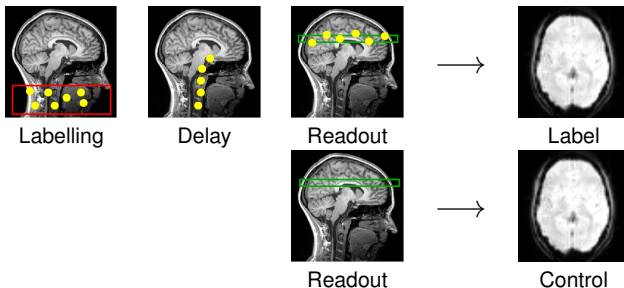 Labelling
Delay
Readout
Label
Readout
Control